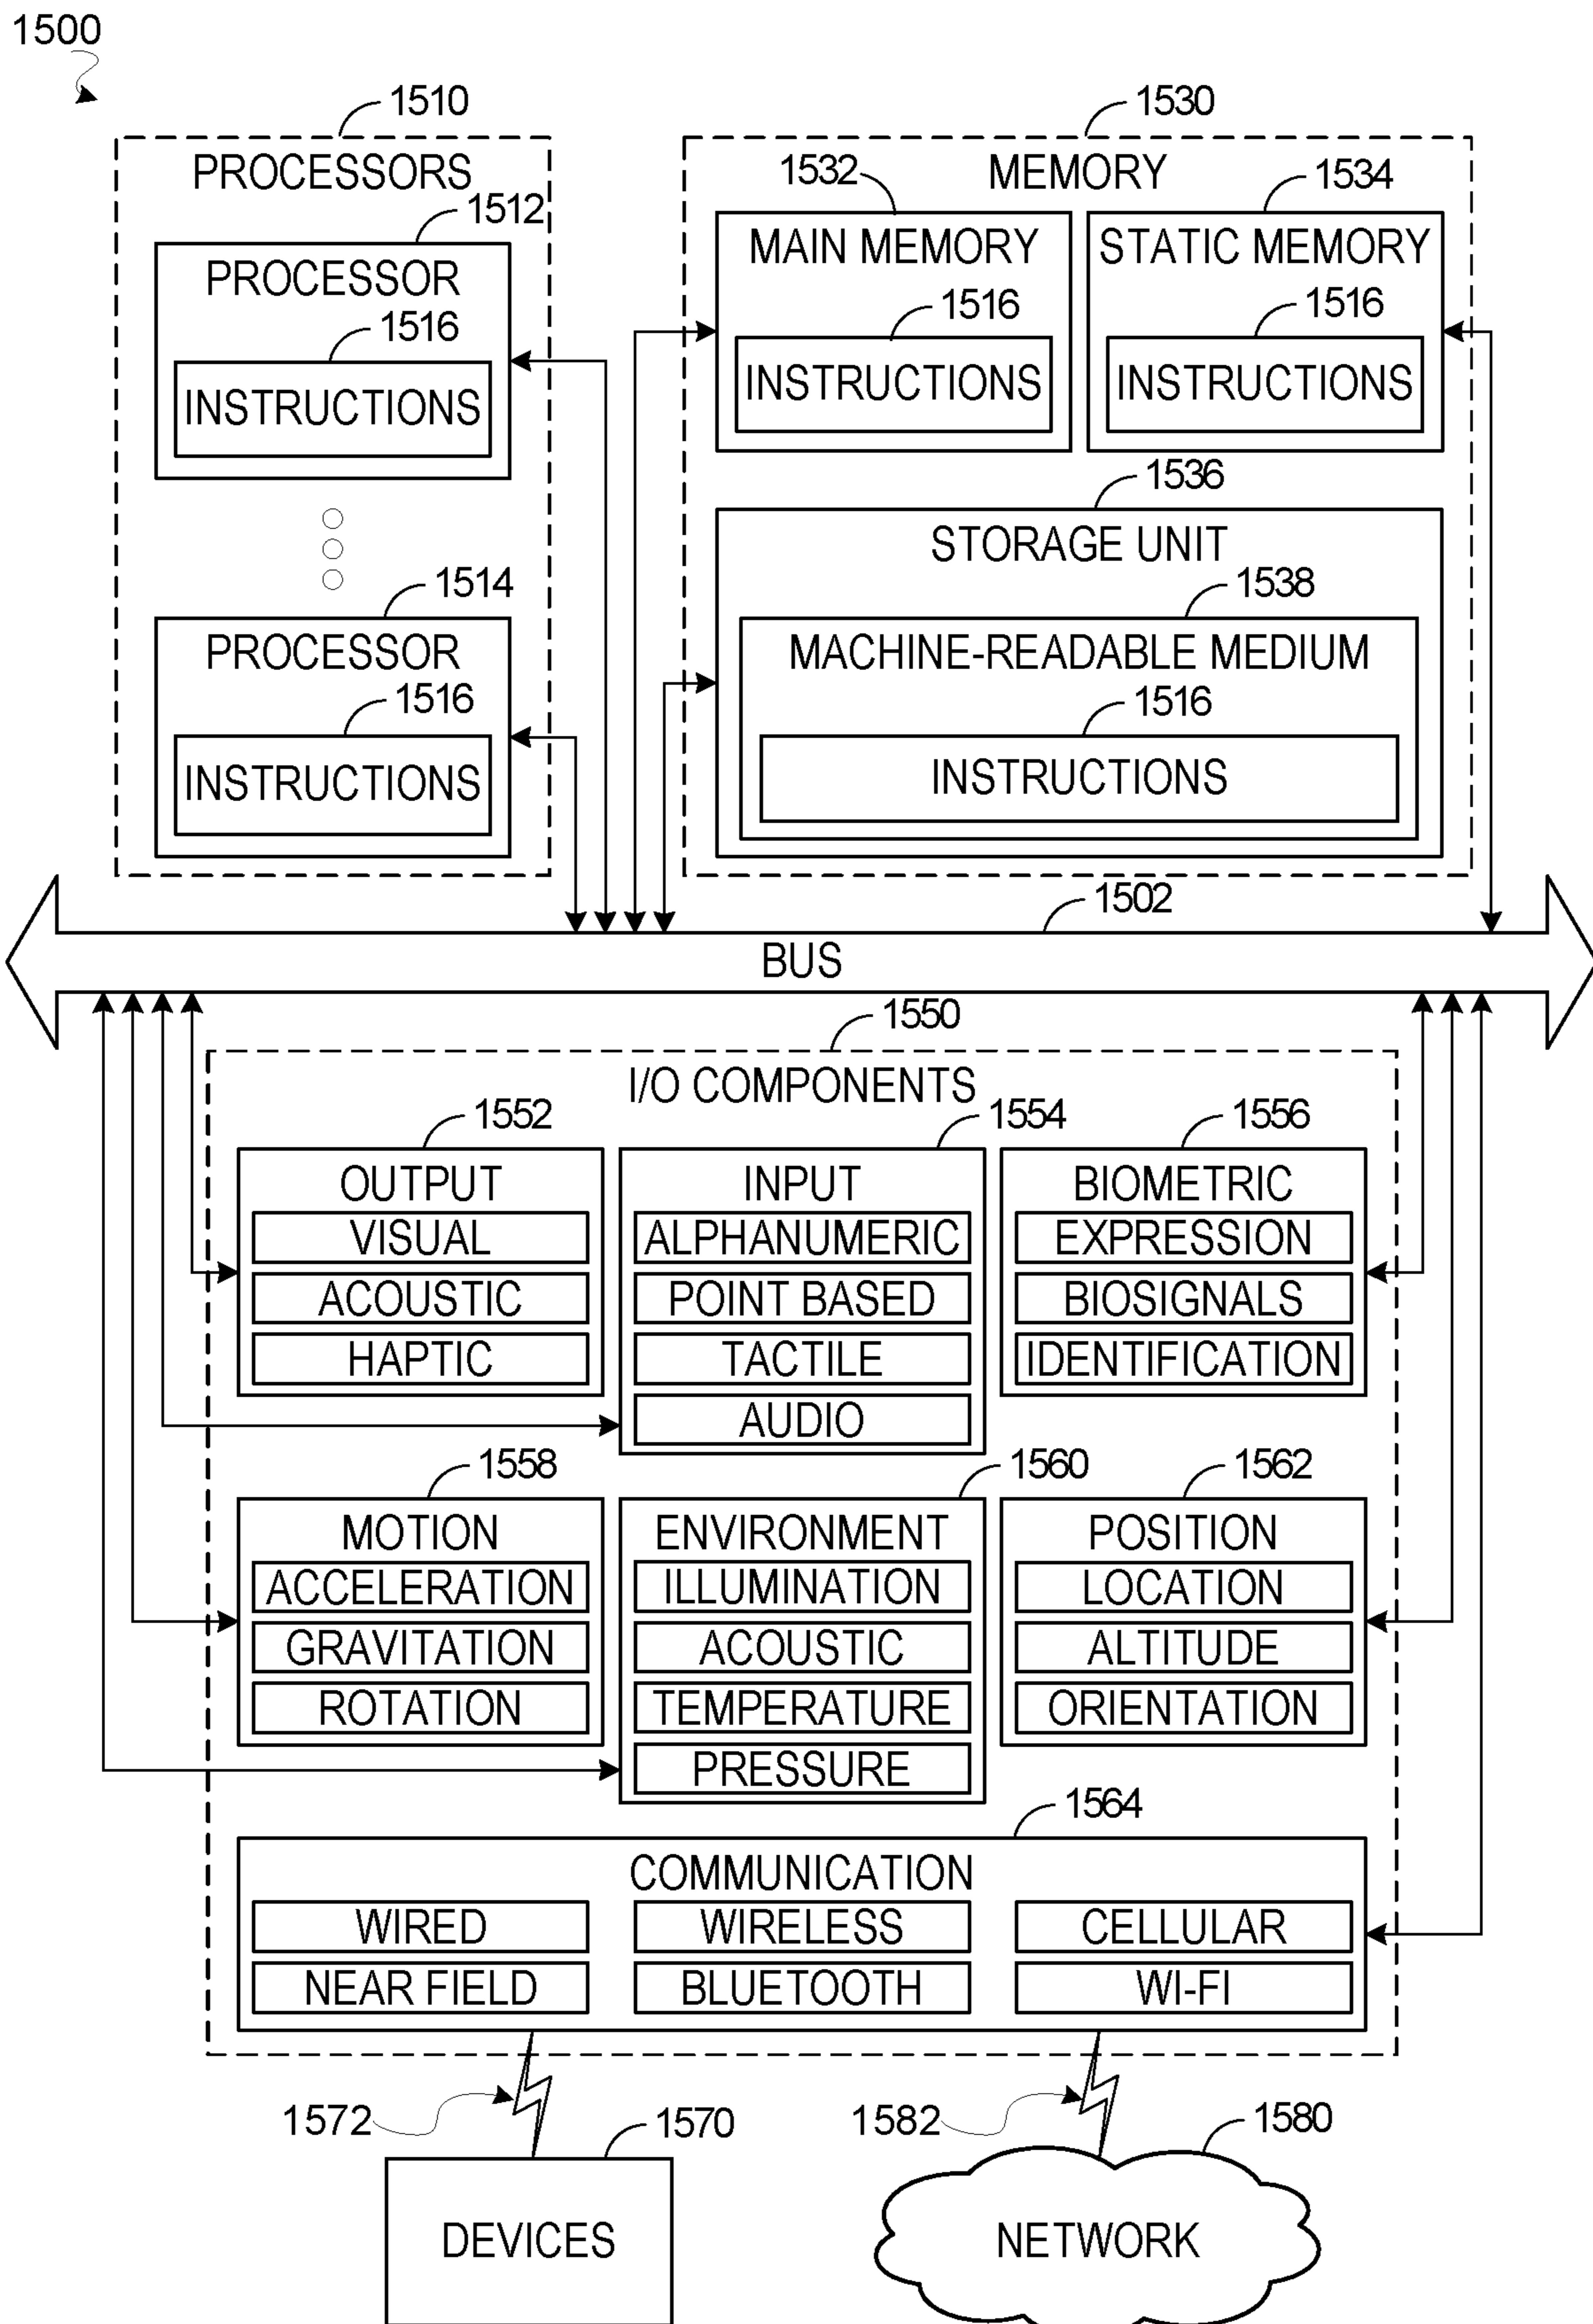 1500
1510
1530
PROCESSORS
1532
MEMORY
1534
1512
MAIN MEMORY
STATIC MEMORY
PROCESSOR
1516
1516
1516
INSTRUCTIONS
INSTRUCTIONS
INSTRUCTIONS
1536
STORAGE UNIT
1514
1538
PROCESSOR
MACHINE-READABLE MEDIUM
1516
1516
INSTRUCTIONS
INSTRUCTIONS
1502
BUS
1550
I/O COMPONENTS
1552
1554
1556
OUTPUT
INPUT
BIOMETRIC
VISUAL
ALPHANUMERIC
EXPRESSION
ACOUSTIC
POINT BASED
BIOSIGNALS
HAPTIC
TACTILE
IDENTIFICATION
AUDIO
1558
1560
1562
MOTION
ENVIRONMENT
POSITION
ACCELERATION
ILLUMINATION
LOCATION
GRAVITATION
ACOUSTIC
ALTITUDE
ROTATION
TEMPERATURE
ORIENTATION
PRESSURE
1564
COMMUNICATION
WIRED
WIRELESS
CELLULAR
NEAR FIELD
BLUETOOTH
WI-FI
1572
1570
1582
1580
DEVICES
NETWORK